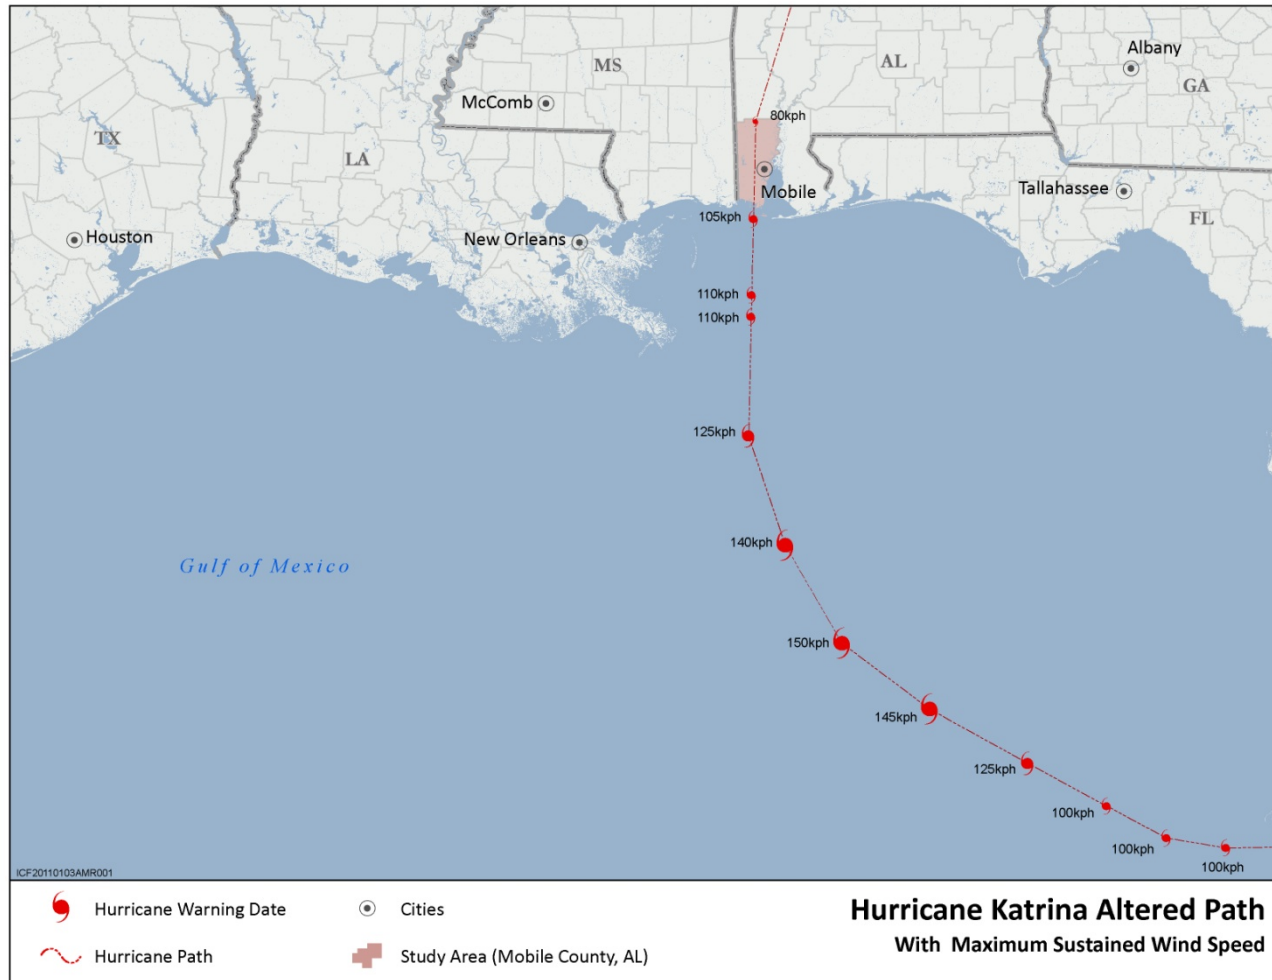 Albany
MS
AL
GA
McComb
80kph
TX
LA
Mobile
Tallahassee
105kph
FL
Houston
New Orleans
110kph
110kph
125kph
140kph
Gulf of Mexico
150kph
145kph
125kph
100kph
100kph
100kph
ICF20110103AMR001
Hurricane Warning Date
Cities
Hurricane Path
Study Area (Mobile County, AL)
Hurricane Katrina Altered Path
With Maximum Sustained Wind Speed